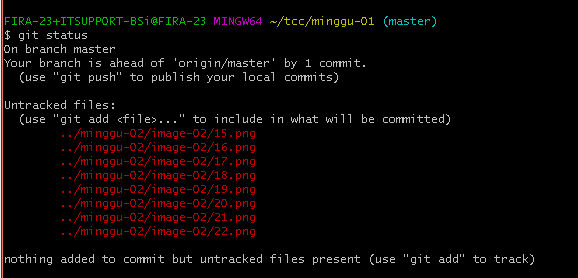 FIRA-23+ITSUPPORT-BSi@FIRA-23 MINGW64 ~/tcc/minggu-01 (master)
$ git status
On branch master
Your branch is ahead of 'origin/master' by 1 commit.
  (use "git push" to publish your local commits)

Untracked files:
  (use "git add <file>..." to include in what will be committed)
        ../minggu-02/image-02/15.png
        ../minggu-02/image-02/16.png
        ../minggu-02/image-02/17.png
        ../minggu-02/image-02/18.png
        ../minggu-02/image-02/19.png
        ../minggu-02/image-02/20.png
        ../minggu-02/image-02/21.png
        ../minggu-02/image-02/22.png

nothing added to commit but untracked files present (use "git add" to track)